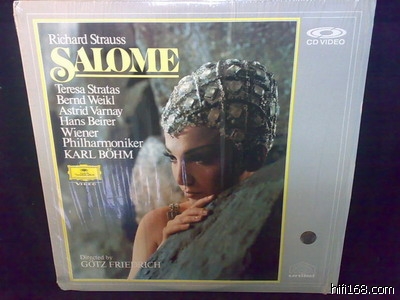 Richard Strauss
SALOME
CD VIDEO
Teresa Stratas
Bernd Weikl
Astrid Varnay
Hans Beirer
Wiener
Philharmoniker
KARL BÖHM
VIDEO
Directed by
GÖTZ FRIEDRICH
hifi168.com